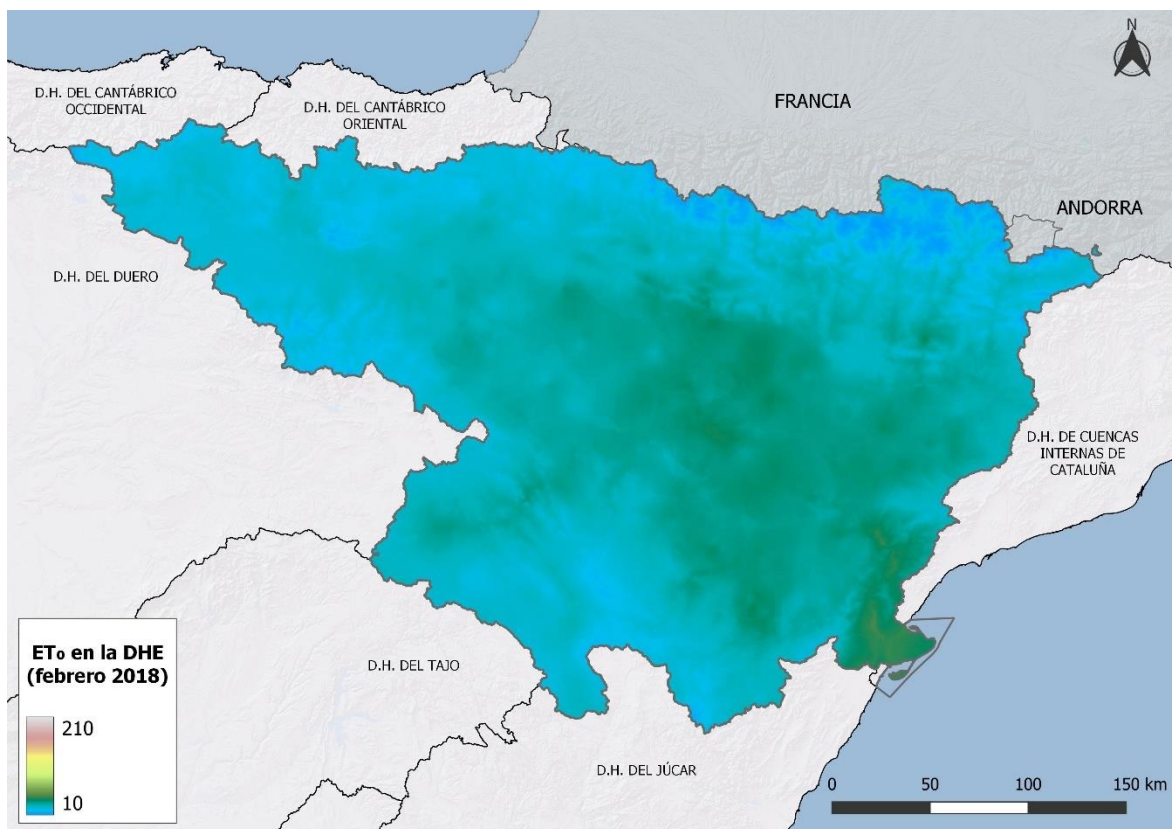 N
D.H. DEL CANTÁBRICO
OCCIDENTAL
D.H. DEL CANTÁBRICO
ORIENTAL
FRANCIA
ANDORRA
D.H. DEL DUERO
D.H. DE CUENCAS
INTERNAS DE
CATALUÑA
D.H. DEL TAJO
D.H. DEL JÚCAR
ET₀ en la DHE
(febrero 2018)
210
10
0 50 100 150 km